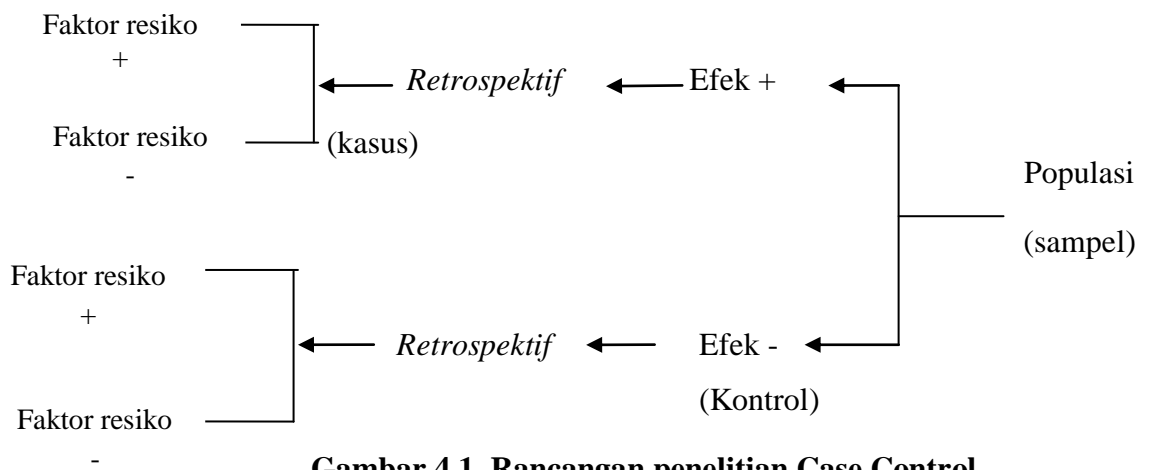 Faktor resiko
+
Retrospektif
Efek +
Faktor resiko
-
(kasus)
Populasi
(sampel)
Faktor resiko
+
Retrospektif
Efek -
(Kontrol)
Faktor resiko
-
Gambar 4.1. Rancangan penelitian Case Control